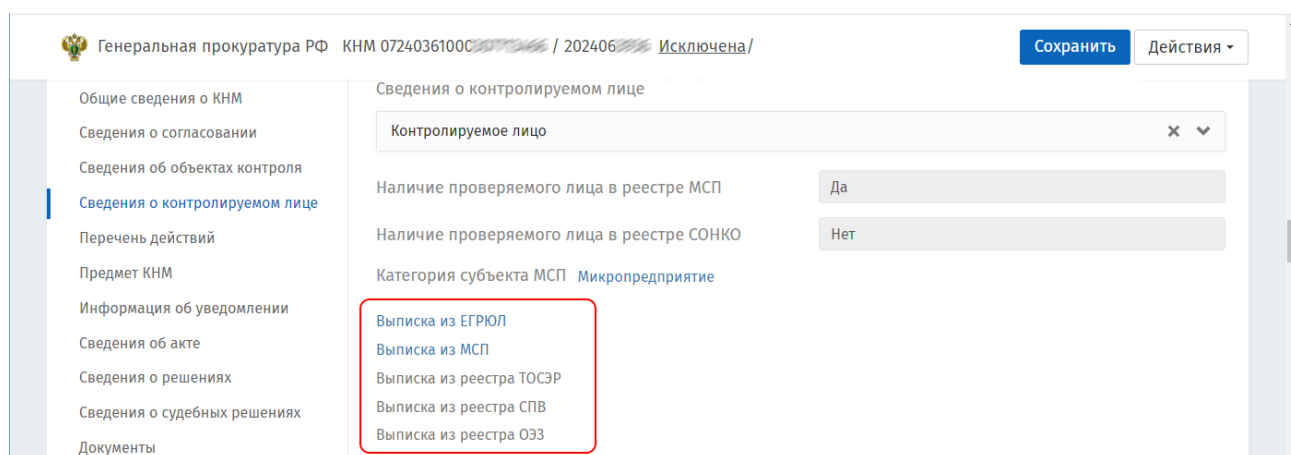 Генеральная прокуратура РФ КНМ 07240361000 / 202406 Исключена/
Сохранить
Действия
Общие сведения о КНМ
Сведения о согласовании
Сведения об объектах контроля
Сведения о контролируемом лице
Перечень действий
Предмет КНМ
Информация об уведомлении
Сведения об акте
Сведения о решениях
Сведения о судебных решениях
Документы
Сведения о контролируемом лице
Контролируемое лицо
Наличие проверяемого лица в реестре МСП Да
Наличие проверяемого лица в реестре СОНКО Нет
Категория субъекта МСП Микропредприятие
Выписка из ЕГРЮЛ
Выписка из МСП
Выписка из реестра ТОСЭР
Выписка из реестра СПВ
Выписка из реестра ОЭЗ